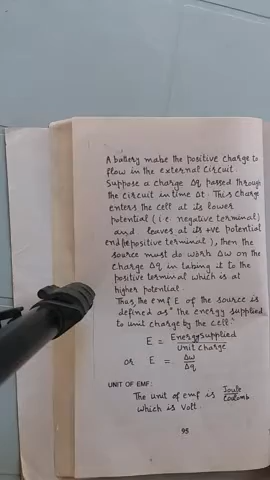 A battery make the positive charge to
flow in the external circuit.
Suppose a charge Δq passed through
the circuit in time Δt. This charge
enters the cell at its lower
potential (i.e. negative terminal)
and leaves at its +ve potential
end (positive terminal), then the
source must do work Δw on the
charge Δq in taking it to the
positive terminal which is at
higher potential.
Thus the emf E of the source is
defined as "The energy supplied
to unit charge by the cell."
E = Energy supplied / Unit charge
or E = Δw / Δq
UNIT OF EMF:
The unit of emf is Joule / Coulomb
which is Volt.
95